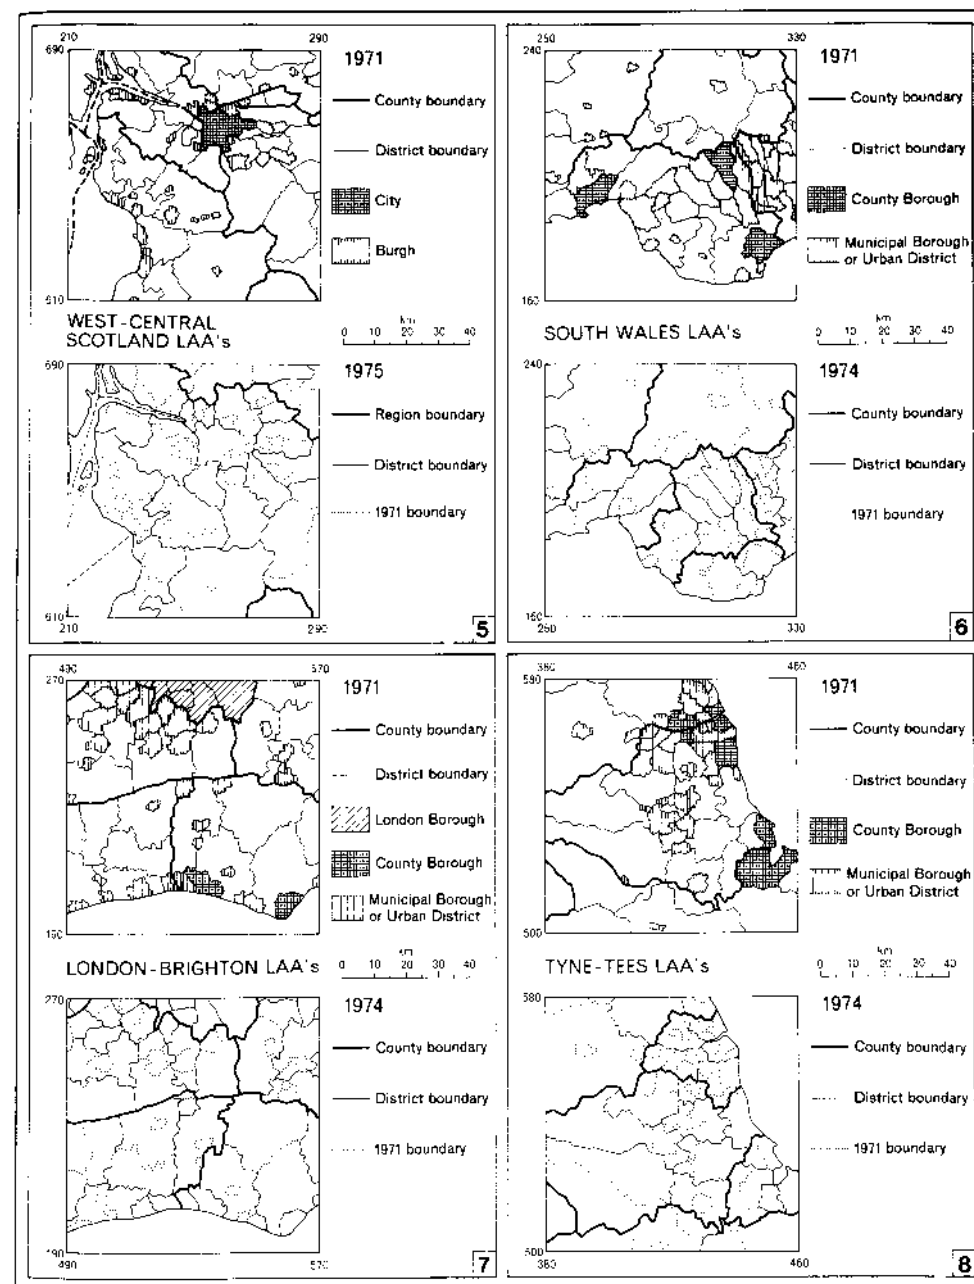 210 290
690
1971
County boundary
District boundary
City
Burgh
610
WEST-CENTRAL
SCOTLAND LAA's
km
0 10 20 30 40
690
1975
Region boundary
District boundary
1971 boundary
610
210 290
5
250 330
240
1971
County boundary
District boundary
County Borough
Municipal Borough
or Urban District
160
SOUTH WALES LAA's
km
0 10 20 30 40
240
1974
County boundary
District boundary
1971 boundary
160
250 330
6
490 570
270
1971
County boundary
District boundary
London Borough
County Borough
Municipal Borough
or Urban District
190
LONDON-BRIGHTON LAA's
km
0 10 20 30 40
270
1974
County boundary
District boundary
1971 boundary
190
490 570
7
380 460
580
1971
County boundary
District boundary
County Borough
Municipal Borough
or Urban District
500
TYNE-TEES LAA's
km
0 10 20 30 40
580
1974
County boundary
District boundary
1971 boundary
500
380 460
8